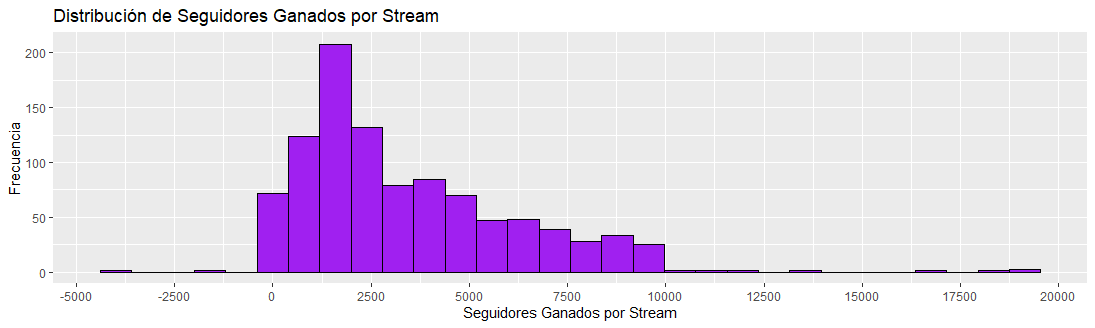 Distribución de Seguidores Ganados por Stream
200
150
100
50
0
Frecuencia
-5000 -2500 0 2500 5000 7500 10000 12500 15000 17500 20000
Seguidores Ganados por Stream